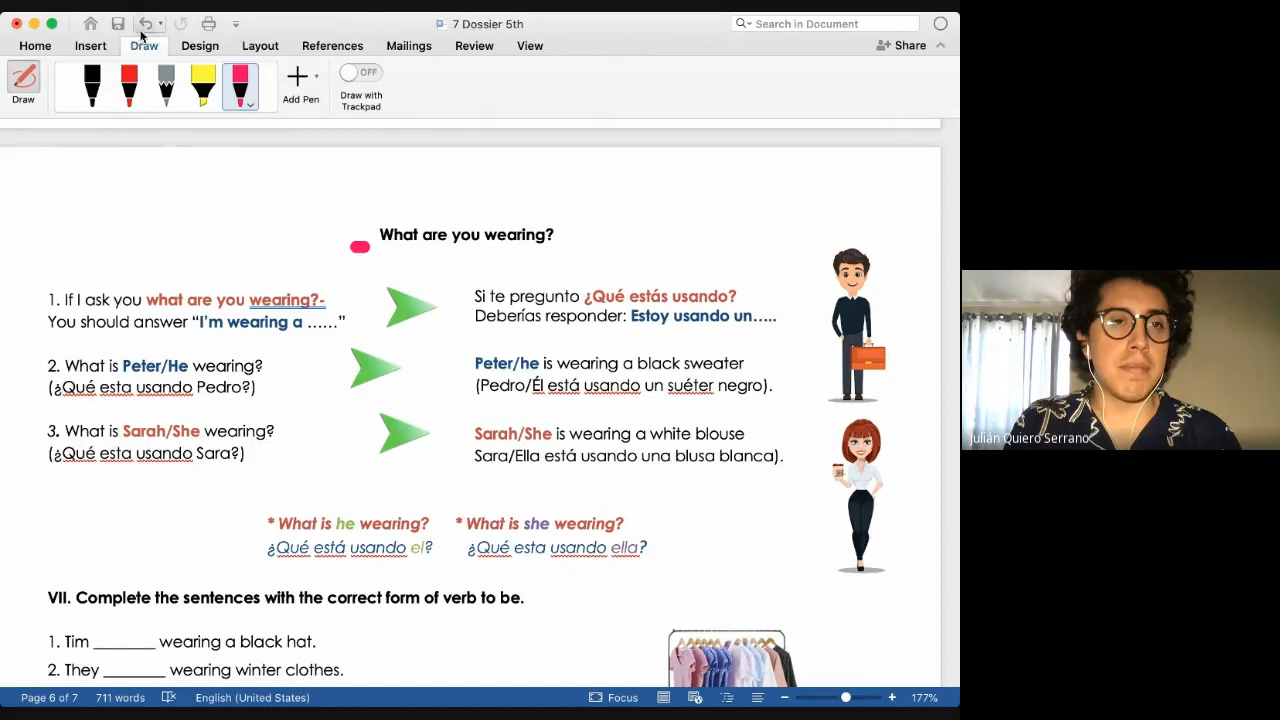 7 Dossier 5th
Search in Document
Home Insert Draw Design Layout References Mailings Review View Share
Draw
Add Pen
OFF
Draw with
Trackpad
What are you wearing?
1. If I ask you what are you wearing?-
You should answer “I’m wearing a ……”
Si te pregunto ¿Qué estás usando?
Deberías responder: Estoy usando un…..
2. What is Peter/He wearing?
(¿Qué esta usando Pedro?)
Peter/he is wearing a black sweater
(Pedro/Él está usando un suéter negro).
3. What is Sarah/She wearing?
(¿Qué esta usando Sara?)
Sarah/She is wearing a white blouse
Sara/Ella está usando una blusa blanca).
* What is he wearing?
¿Qué está usando el?
* What is she wearing?
¿Qué esta usando ella?
VII. Complete the sentences with the correct form of verb to be.
1. Tim _______ wearing a black hat.
2. They _______ wearing winter clothes.
Julián Quiero Serrano
Page 6 of 7 711 words English (United States) Focus 177%